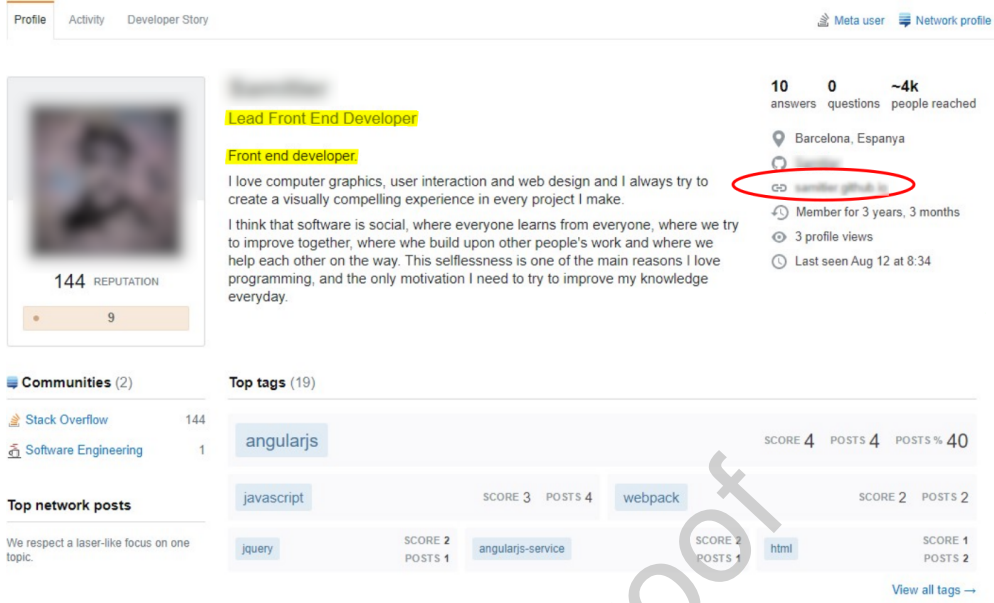 Profile Activity Developer Story
Meta user Network profile
Lead Front End Developer
Front end developer.
I love computer graphics, user interaction and web design and I always try to
create a visually compelling experience in every project I make.
I think that software is social, where everyone learns from everyone, where we try
to improve together, where whe build upon other people's work and where we
help each other on the way. This selflessness is one of the main reasons I love
programming, and the only motivation I need to try to improve my knowledge
everyday.
144 REPUTATION
9
10 0 ~4k
answers questions people reached
Barcelona, Espanya
Member for 3 years, 3 months
3 profile views
Last seen Aug 12 at 8:34
Communities (2)
Stack Overflow 144
Software Engineering 1
Top network posts
We respect a laser-like focus on one
topic.
Top tags (19)
angularjs SCORE 4 POSTS 4 POSTS % 40
javascript SCORE 3 POSTS 4 webpack SCORE 2 POSTS 2
jquery SCORE 2 POSTS 1 angularjs-service SCORE 2 POSTS 1 html SCORE 1 POSTS 2
View all tags →